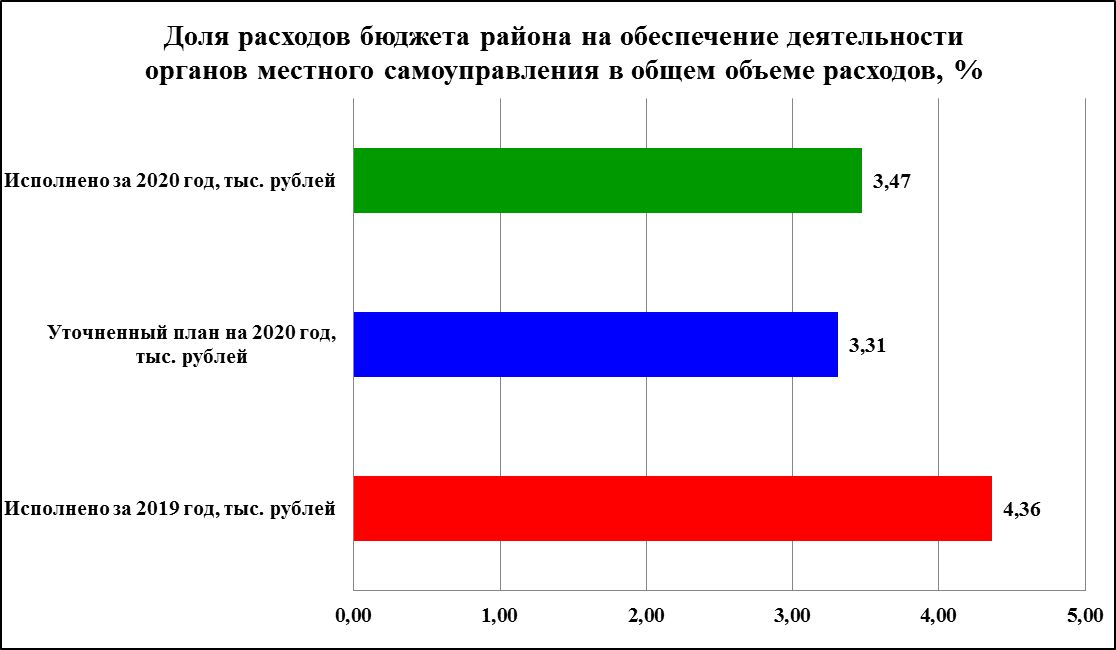 Доля расходов бюджета района на обеспечение деятельности
органов местного самоуправления в общем объеме расходов, %
Исполнено за 2020 год, тыс. рублей
3,47
Уточненный план на 2020 год,
тыс. рублей
3,31
Исполнено за 2019 год, тыс. рублей
4,36
0,00 1,00 2,00 3,00 4,00 5,00